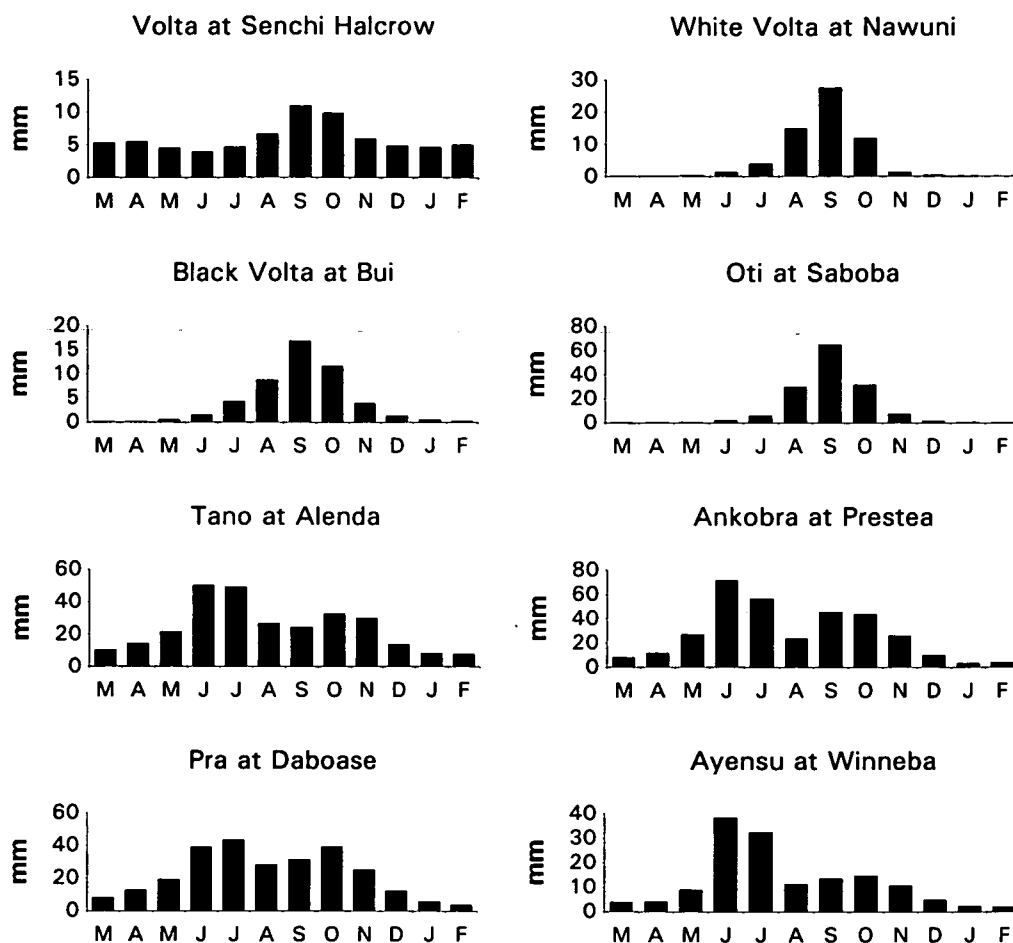 Volta at Senchi Halcrow
mm
15
10
5
0
M A M J J A S O N D J F
White Volta at Nawuni
mm
30
20
10
0
M A M J J A S O N D J F
Black Volta at Bui
mm
20
15
10
5
0
M A M J J A S O N D J F
Oti at Saboba
mm
80
60
40
20
0
M A M J J A S O N D J F
Tano at Alenda
mm
60
40
20
0
M A M J J A S O N D J F
Ankobra at Prestea
mm
80
60
40
20
0
M A M J J A S O N D J F
Pra at Daboase
mm
60
40
20
0
M A M J J A S O N D J F
Ayensu at Winneba
mm
40
30
20
10
0
M A M J J A S O N D J F